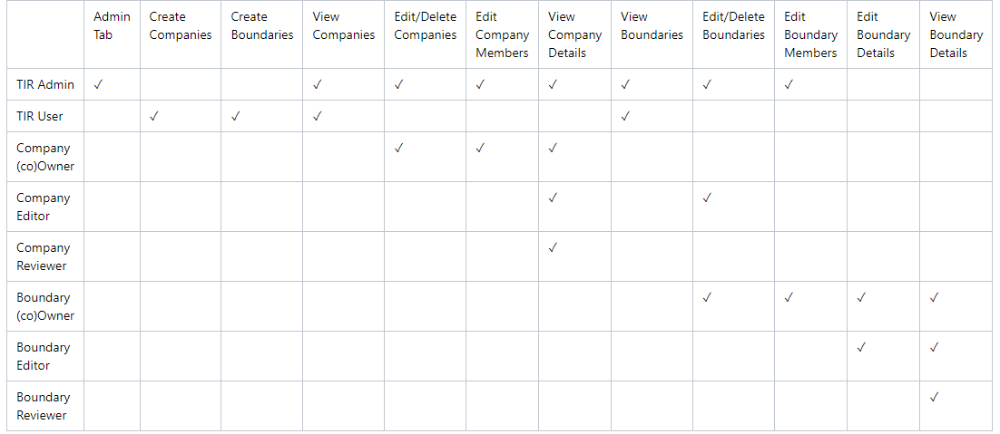 Admin Tab | Create Companies | Create Boundaries | View Companies | Edit/Delete Companies | Edit Company Members | View Company Details | View Boundaries | Edit/Delete Boundaries | Edit Boundary Members | Edit Boundary Details | View Boundary Details
TIR Admin | ✓ | | | ✓ | ✓ | ✓ | ✓ | ✓ | ✓ | ✓ | |
TIR User | | ✓ | ✓ | ✓ | | | | ✓ | | | |
Company (co)Owner | | | | | ✓ | ✓ | ✓ | | | | |
Company Editor | | | | | | | ✓ | | ✓ | | |
Company Reviewer | | | | | | | ✓ | | | | |
Boundary (co)Owner | | | | | | | | | ✓ | ✓ | ✓ | ✓
Boundary Editor | | | | | | | | | | | ✓ | ✓
Boundary Reviewer | | | | | | | | | | | | ✓